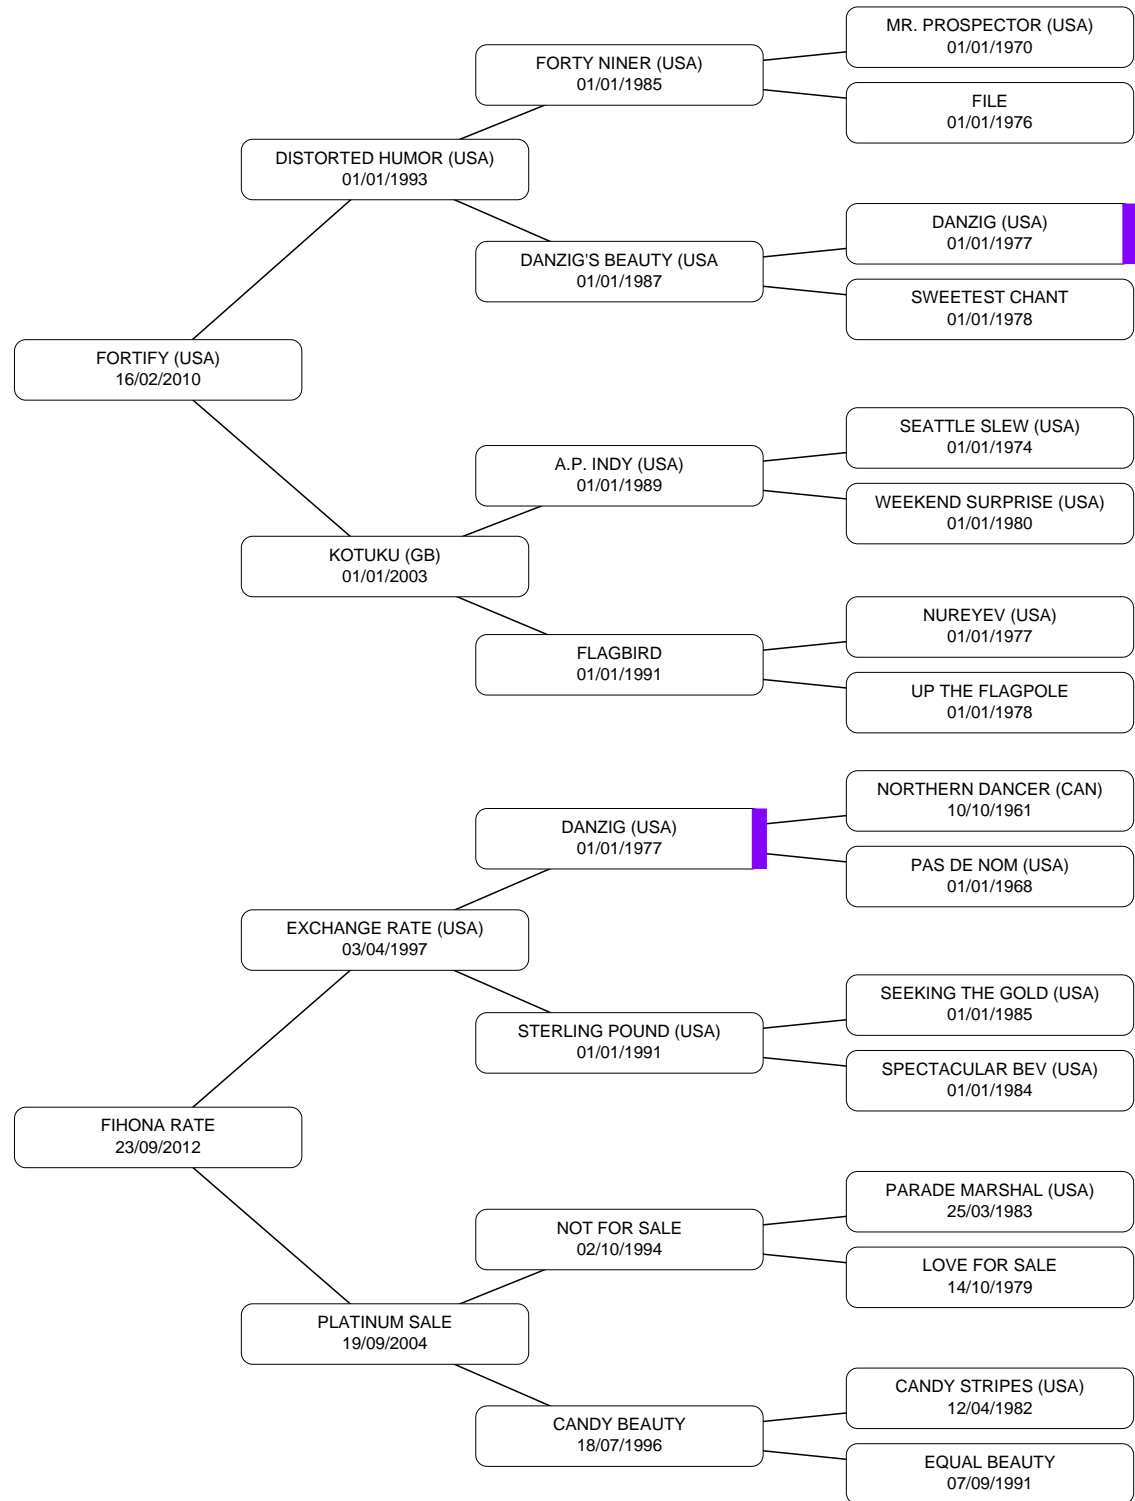 MR. PROSPECTOR (USA)
01/01/1970
FORTY NINER (USA)
01/01/1985
FILE
01/01/1976
DISTORTED HUMOR (USA)
01/01/1993
DANZIG (USA)
01/01/1977
DANZIG'S BEAUTY (USA
01/01/1987
SWEETEST CHANT
01/01/1978
FORTIFY (USA)
16/02/2010
SEATTLE SLEW (USA)
01/01/1974
A.P. INDY (USA)
01/01/1989
WEEKEND SURPRISE (USA)
01/01/1980
KOTUKU (GB)
01/01/2003
NUREYEV (USA)
01/01/1977
FLAGBIRD
01/01/1991
UP THE FLAGPOLE
01/01/1978
NORTHERN DANCER (CAN)
10/10/1961
DANZIG (USA)
01/01/1977
PAS DE NOM (USA)
01/01/1968
EXCHANGE RATE (USA)
03/04/1997
SEEKING THE GOLD (USA)
01/01/1985
STERLING POUND (USA)
01/01/1991
SPECTACULAR BEV (USA)
01/01/1984
FIHONA RATE
23/09/2012
PARADE MARSHAL (USA)
25/03/1983
NOT FOR SALE
02/10/1994
LOVE FOR SALE
14/10/1979
PLATINUM SALE
19/09/2004
CANDY STRIPES (USA)
12/04/1982
CANDY BEAUTY
18/07/1996
EQUAL BEAUTY
07/09/1991